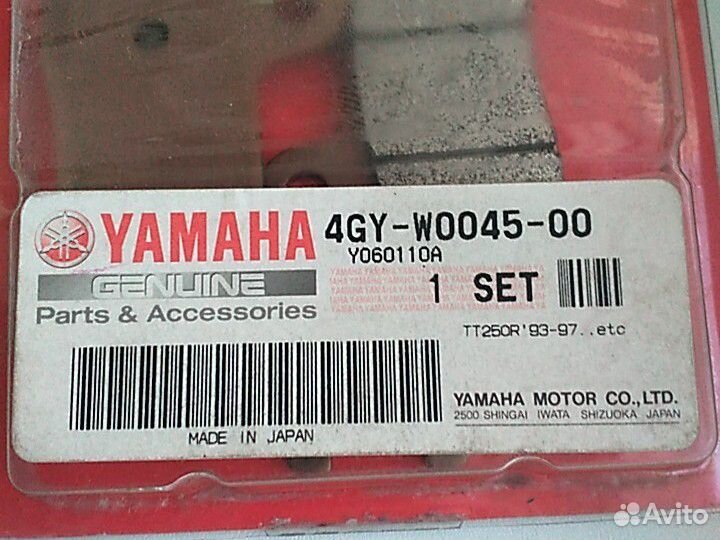 YAMAHA
GENUINE
Parts & Accessories
4GY-W0045-00
Y060110A
1 SET
TT250R'93-97..etc
MADE IN JAPAN
YAMAHA MOTOR CO.,LTD.
2500 SHINGAI IWATA SHIZUOKA JAPAN
Avito